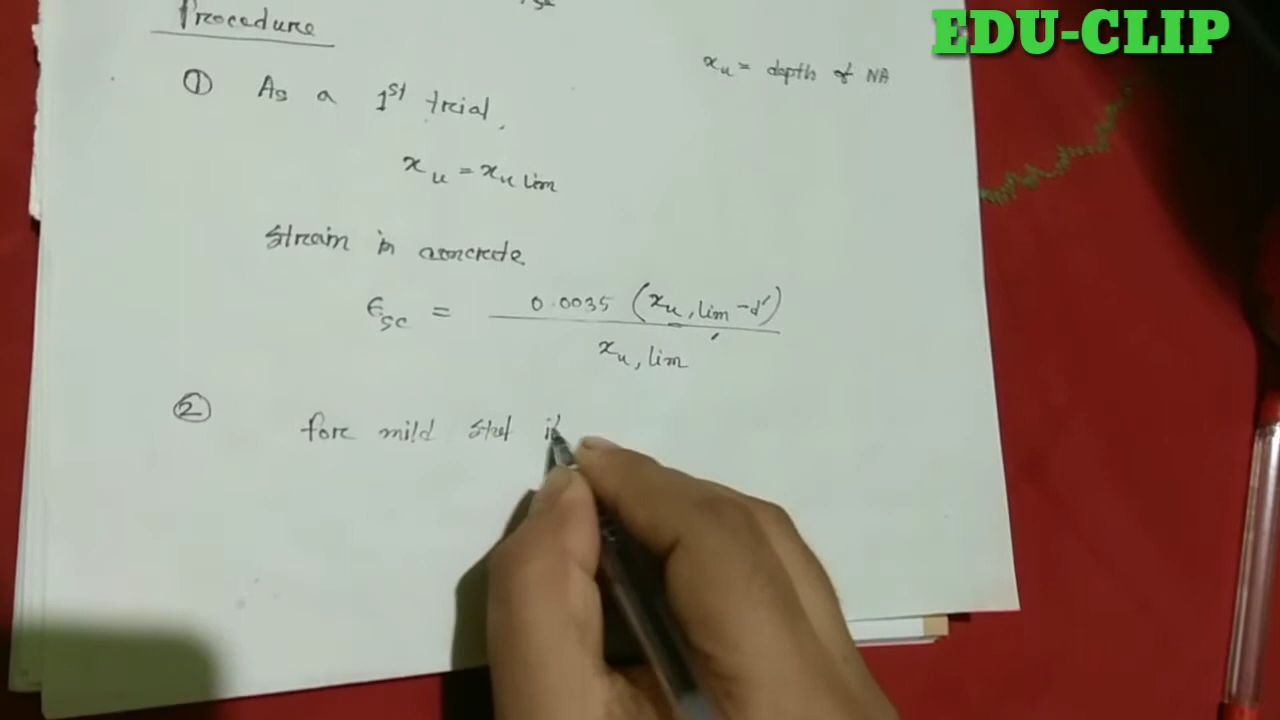 EDU-CLIP
Procedure
xu = depth of NA
① As a 1st trial,
xu = xu lim
Strain in concrete
ϵsc = 0.0035 (xu, lim - d') / xu, lim
② for mild steel